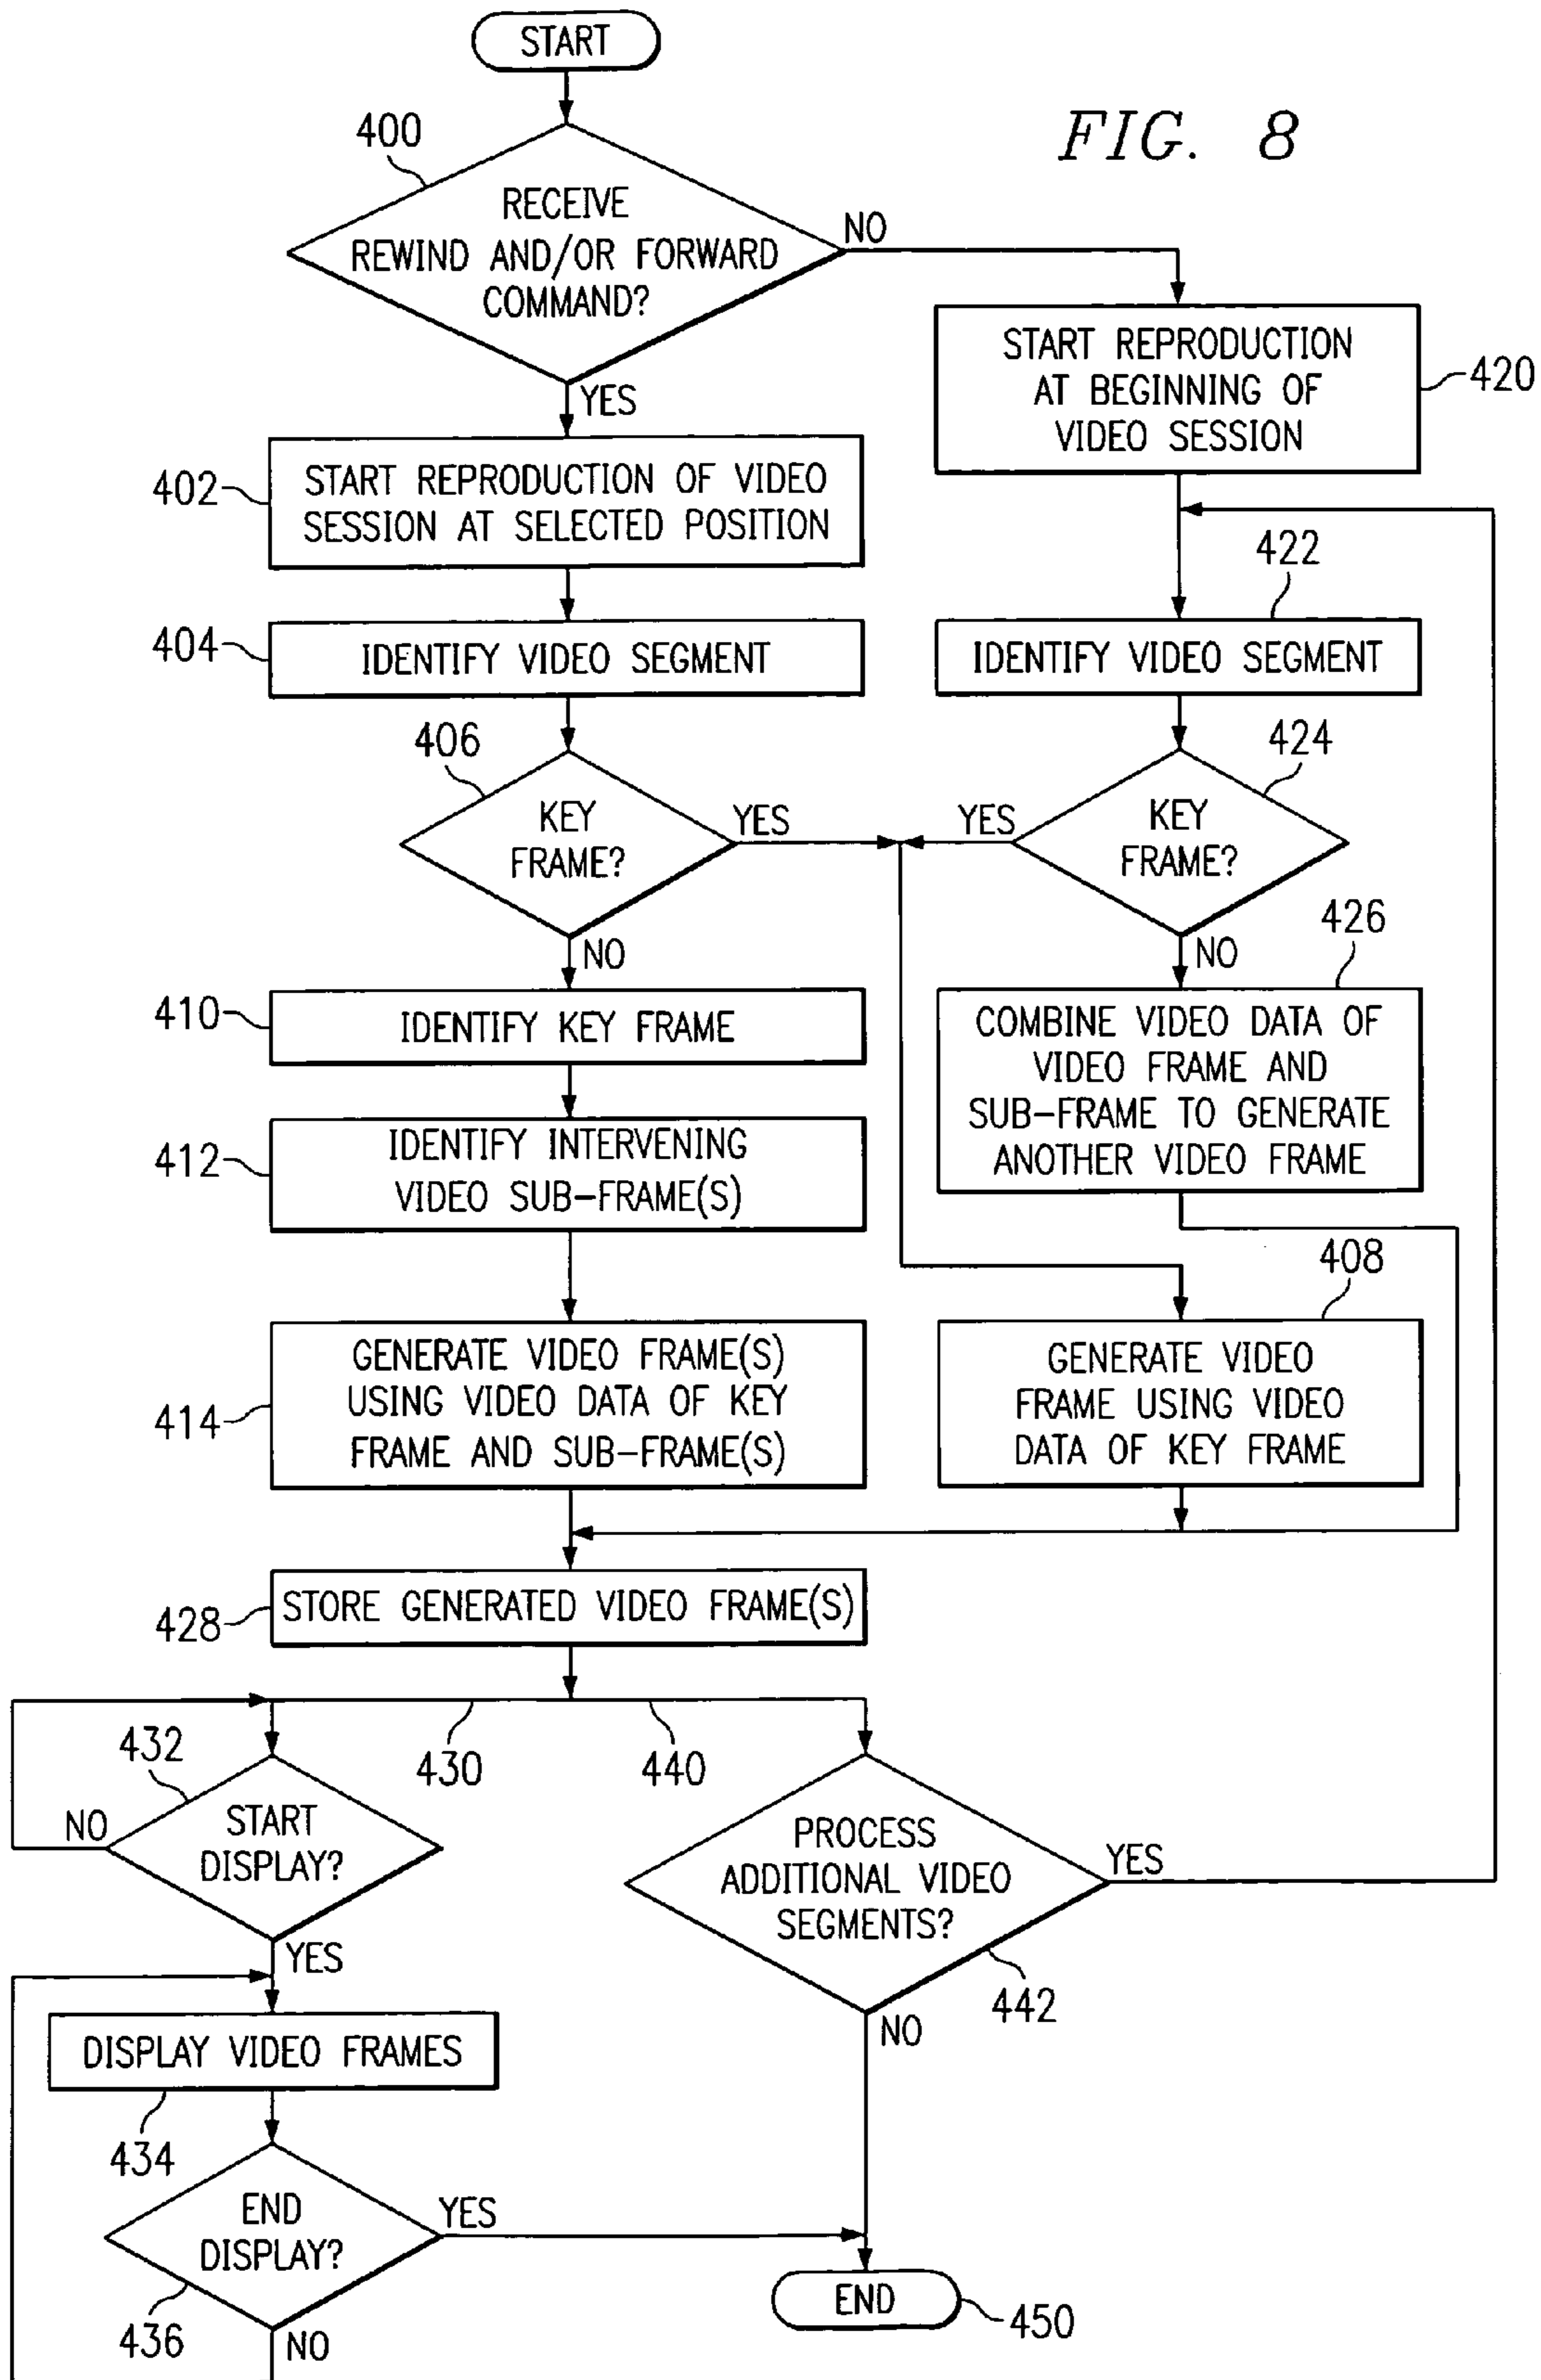 START
FIG. 8
400
RECEIVE
REWIND AND/OR FORWARD
COMMAND?
NO
YES
START REPRODUCTION
AT BEGINNING OF
VIDEO SESSION
420
402
START REPRODUCTION OF VIDEO
SESSION AT SELECTED POSITION
422
404
IDENTIFY VIDEO SEGMENT
IDENTIFY VIDEO SEGMENT
406
KEY
FRAME?
YES
NO
424
KEY
FRAME?
YES
NO
426
410
IDENTIFY KEY FRAME
COMBINE VIDEO DATA OF
VIDEO FRAME AND
SUB-FRAME TO GENERATE
ANOTHER VIDEO FRAME
412
IDENTIFY INTERVENING
VIDEO SUB-FRAME(S)
408
414
GENERATE VIDEO FRAME(S)
USING VIDEO DATA OF KEY
FRAME AND SUB-FRAME(S)
GENERATE VIDEO
FRAME USING VIDEO
DATA OF KEY FRAME
428
STORE GENERATED VIDEO FRAME(S)
430
440
432
START
DISPLAY?
NO
YES
PROCESS
ADDITIONAL VIDEO
SEGMENTS?
YES
NO
442
DISPLAY VIDEO FRAMES
434
END
DISPLAY?
YES
NO
436
END
450